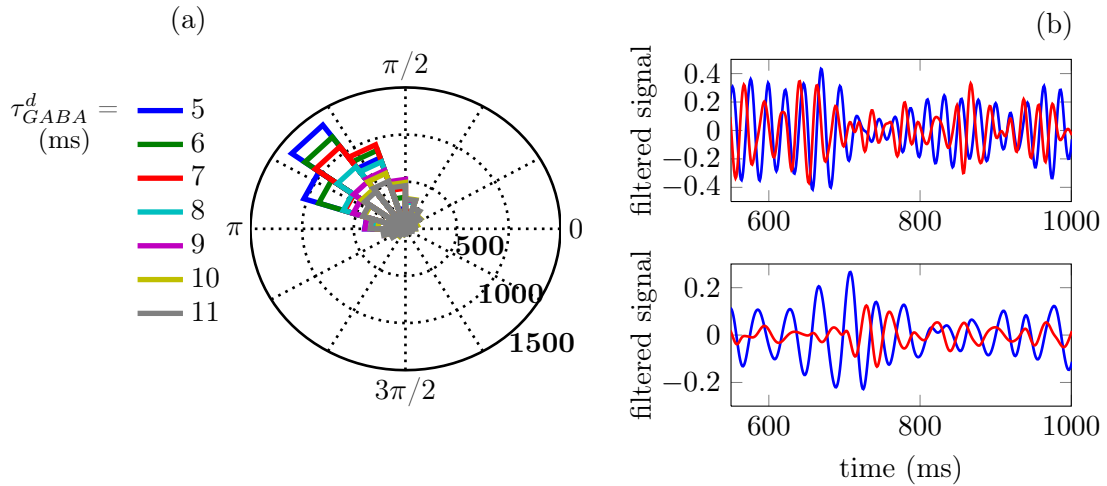 (a)
τ^d_{GABA} =
(ms)
5
6
7
8
9
10
11
π/2
π
0
3π/2
500
1000
1500
(b)
filtered signal
0.4
0.2
0
−0.2
−0.4
600
800
1000
filtered signal
0.2
0
−0.2
600
800
1000
time (ms)